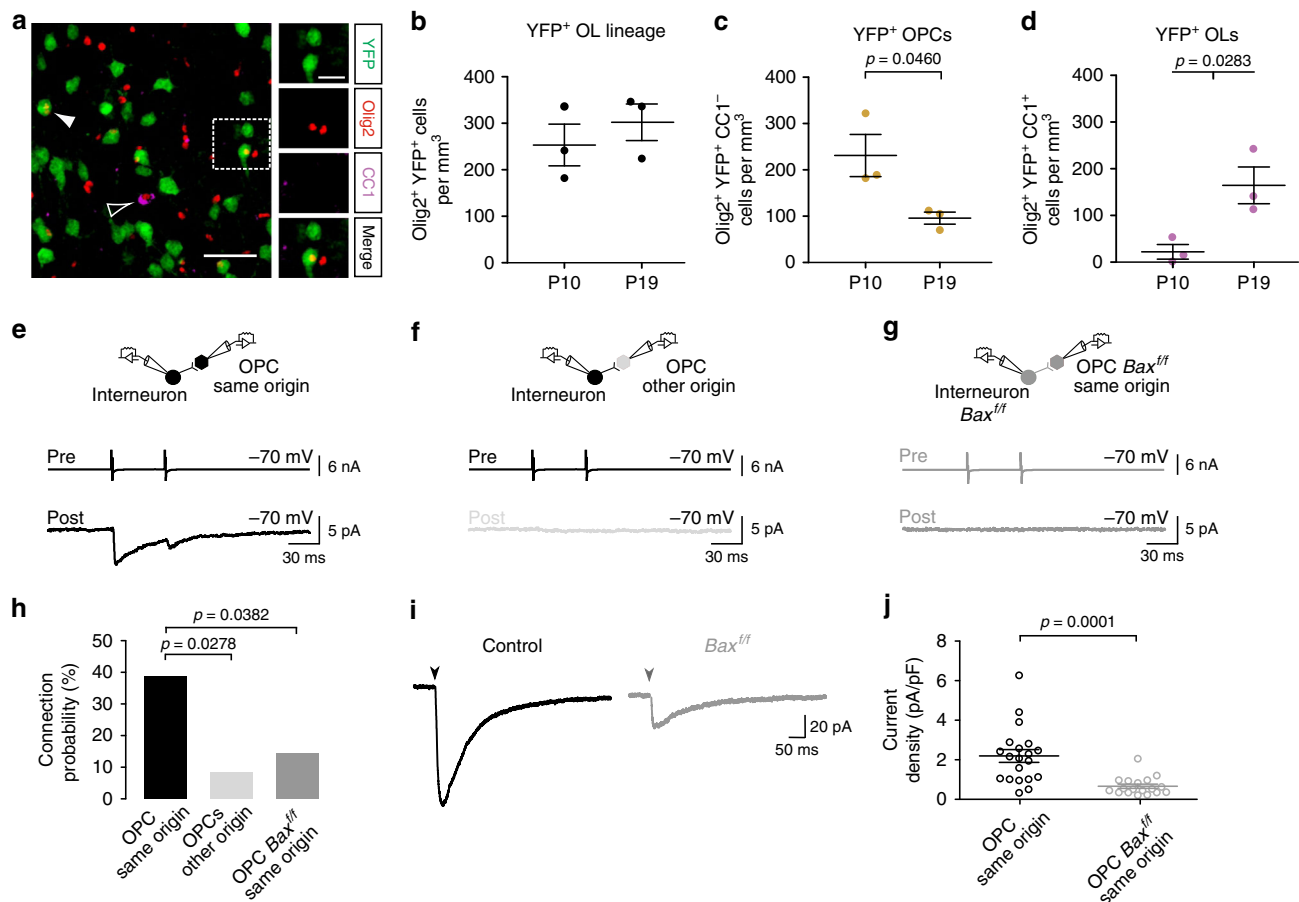 a
YFP
Olig2
CC1
Merge
b
YFP+ OL lineage
Olig2+ YFP+ cells
per mm3
400
300
200
100
0
P10
P19
c
YFP+ OPCs
p = 0.0460
Olig2+ YFP+ CC1−
cells per mm3
400
300
200
100
0
P10
P19
d
YFP+ OLs
p = 0.0283
Olig2+ YFP+ CC1+
cells per mm3
400
300
200
100
0
P10
P19
e
Interneuron
OPC
same origin
Pre
−70 mV
6 nA
Post
−70 mV
5 pA
30 ms
f
Interneuron
OPC
other origin
Pre
−70 mV
6 nA
Post
−70 mV
5 pA
30 ms
g
Interneuron
Baxf/f
OPC Baxf/f
same origin
Pre
−70 mV
6 nA
Post
−70 mV
5 pA
30 ms
h
p = 0.0382
p = 0.0278
Connection
probability (%)
50
40
30
20
10
0
OPC
same origin
OPCs
other origin
OPC Baxf/f
same origin
i
Control
Baxf/f
20 pA
50 ms
j
p = 0.0001
Current
density (pA/pF)
8
6
4
2
0
OPC
same origin
OPC Baxf/f
same origin